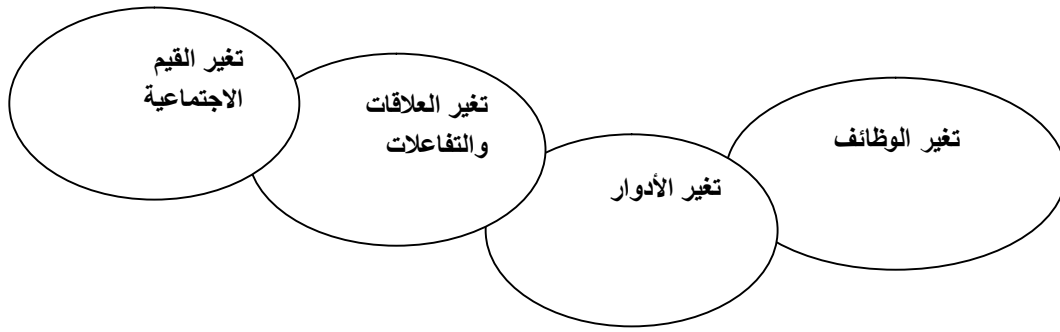 تغير القيم
الاجتماعية
تغير العلاقات
والتفاعلات
تغير الأدوار
تغير الوظائف